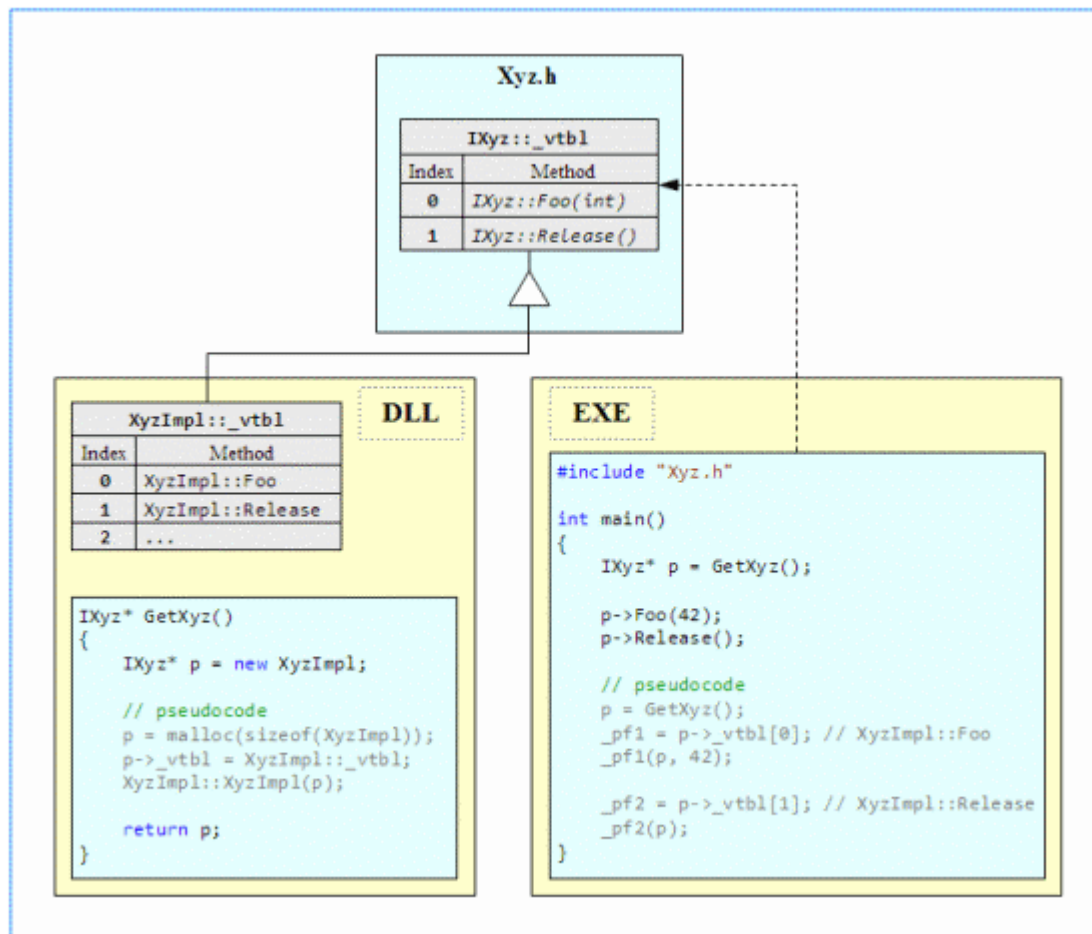 Xyz.h
IXyz::_vtbl
Index Method
0 IXyz::Foo(int)
1 IXyz::Release()
DLL
XyzImpl::_vtbl
Index Method
0 XyzImpl::Foo
1 XyzImpl::Release
2 ...
IXyz* GetXyz()
{
IXyz* p = new XyzImpl;
// pseudocode
p = malloc(sizeof(XyzImpl));
p->_vtbl = XyzImpl::_vtbl;
XyzImpl::XyzImpl(p);
return p;
}
EXE
#include "Xyz.h"
int main()
{
IXyz* p = GetXyz();
p->Foo(42);
p->Release();
// pseudocode
p = GetXyz();
_pf1 = p->_vtbl[0]; // XyzImpl::Foo
_pf1(p, 42);
_pf2 = p->_vtbl[1]; // XyzImpl::Release
_pf2(p);
}